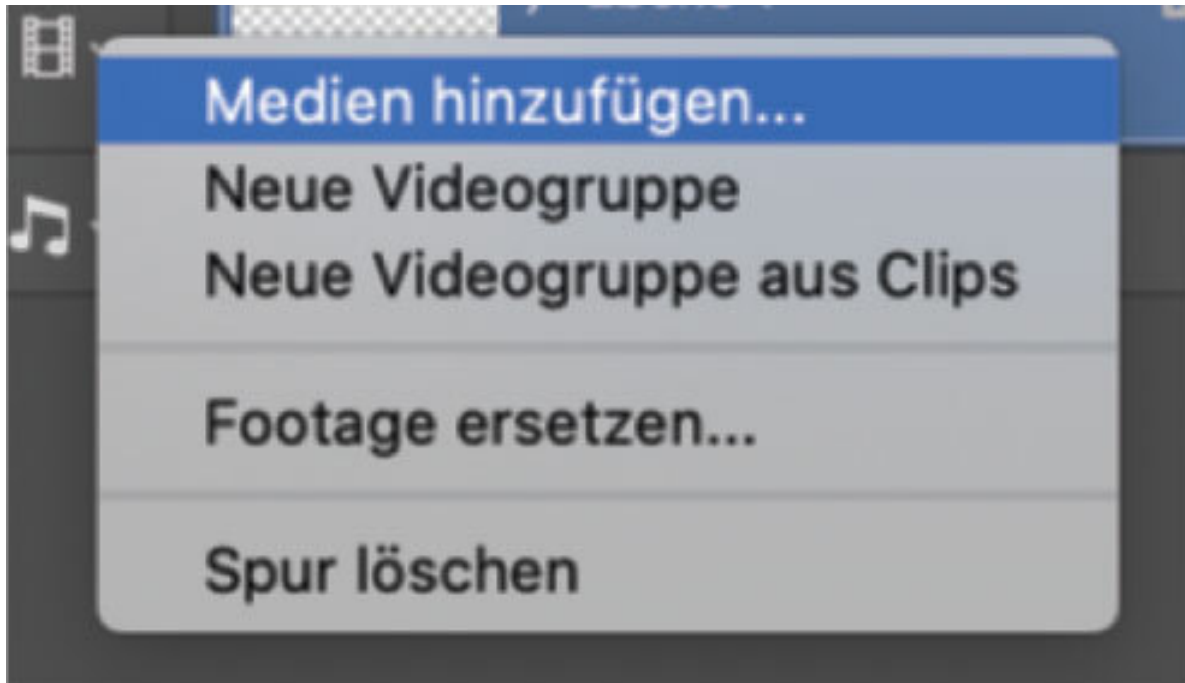 Medien hinzufügen...
Neue Videogruppe
Neue Videogruppe aus Clips
Footage ersetzen...
Spur löschen